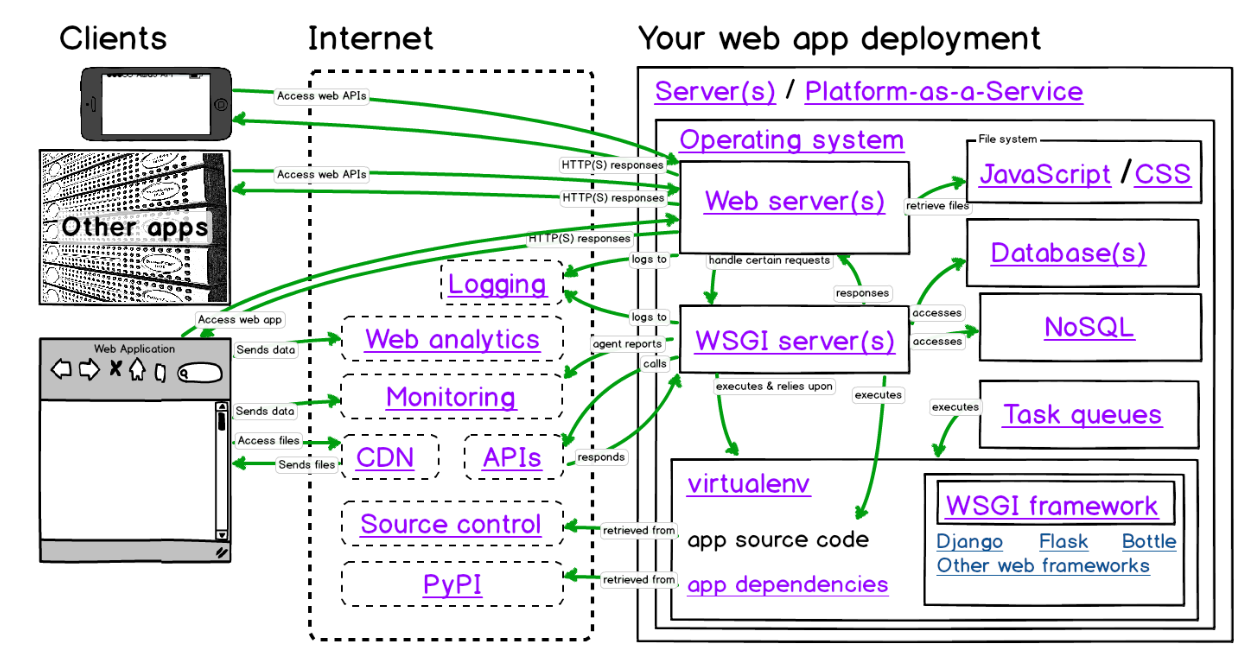 Clients
Internet
Your web app deployment
Access web APIs
Server(s) / Platform-as-a-Service
Operating system
File system
JavaScript / CSS
HTTP(S) responses
Access web APIs
HTTP(S) responses
Web server(s)
retrieve files
Other apps
HTTP(S) responses
logs to
handle certain requests
Database(s)
Logging
responses
Access web app
logs to
accesses
NoSQL
Web analytics
WSGI server(s)
accesses
Web Application
Sends data
agent reports
calls
Monitoring
executes & relies upon
executes
executes
Task queues
Sends data
Access files
CDN
APIs
responds
Sends files
virtualenv
WSGI framework
Source control
retrieved from
app source code
Django Flask Bottle
Other web frameworks
PyPI
retrieved from
app dependencies